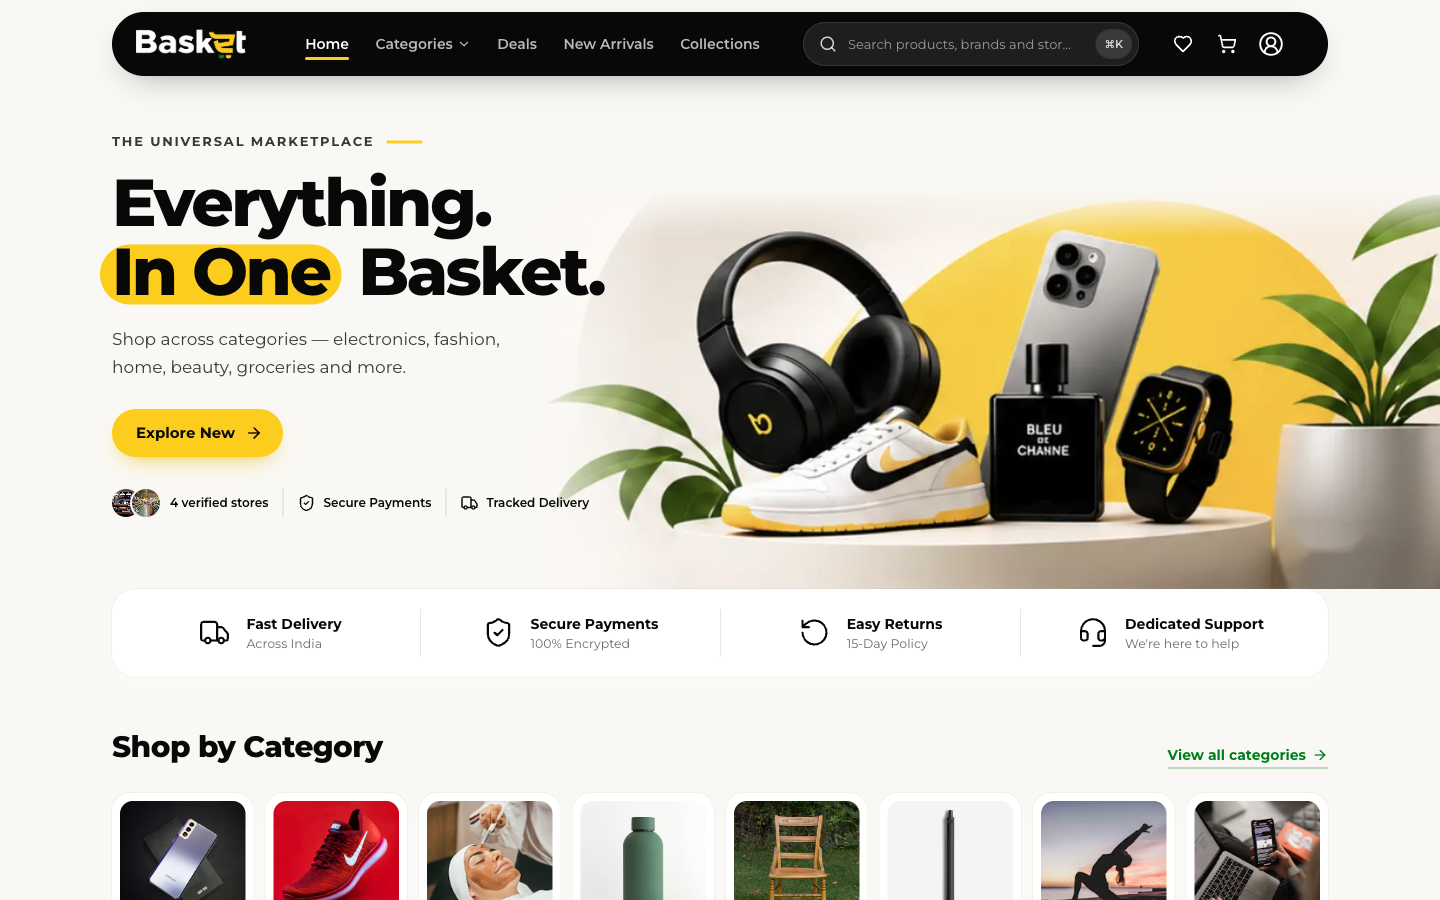 Basket
Home
Categories
Deals
New Arrivals
Collections
Search products, brands and stor...
⌘K
THE UNIVERSAL MARKETPLACE
Everything.
In One Basket.
Shop across categories — electronics, fashion,
home, beauty, groceries and more.
Explore New
4 verified stores
Secure Payments
Tracked Delivery
BLEU
DE
CHANNE
Fast Delivery
Across India
Secure Payments
100% Encrypted
Easy Returns
15-Day Policy
Dedicated Support
We're here to help
Shop by Category
View all categories